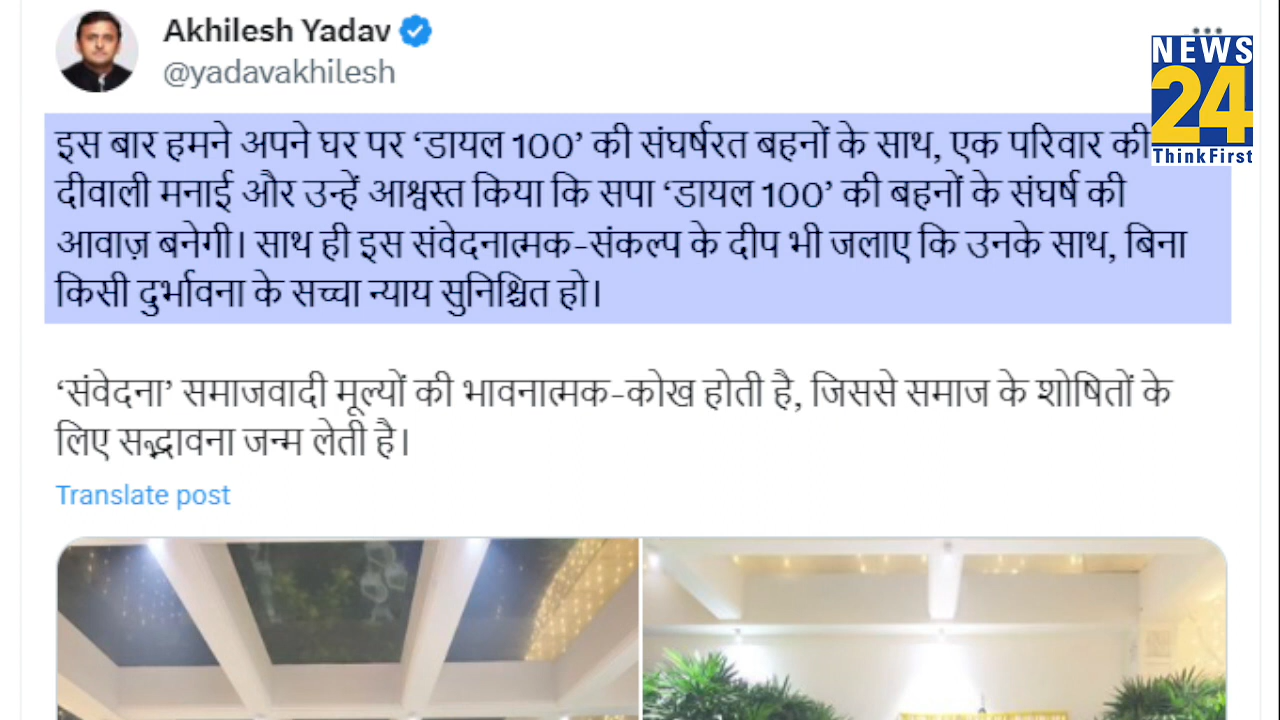 Akhilesh Yadav
@yadavakhilesh
NEWS
24
ThinkFirst
इस बार हमने अपने घर पर ‘डायल 100’ की संघर्षरत बहनों के साथ, एक परिवार की
दीवाली मनाई और उन्हें आश्वस्त किया कि सपा ‘डायल 100’ की बहनों के संघर्ष की
आवाज़ बनेगी। साथ ही इस संवेदनात्मक-संकल्प के दीप भी जलाए कि उनके साथ, बिना
किसी दुर्भावना के सच्चा न्याय सुनिश्चित हो।
‘संवेदना’ समाजवादी मूल्यों की भावनात्मक-कोख होती है, जिससे समाज के शोषितों के
लिए सद्भावना जन्म लेती है।
Translate post